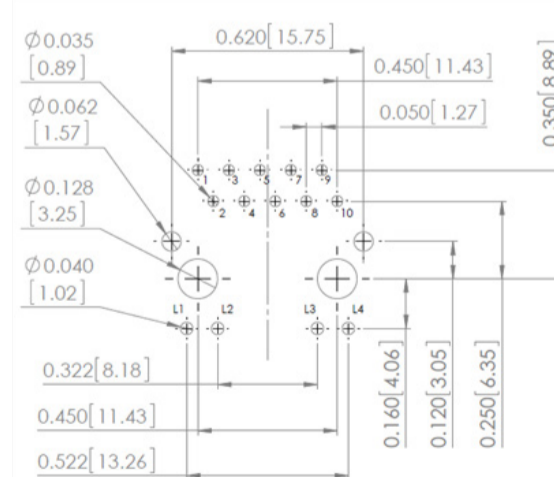 Ø0.035
[0.89]
Ø0.062
[1.57]
Ø0.128
[3.25]
Ø0.040
[1.02]
0.620[15.75]
0.450[11.43]
0.050[1.27]
0.350[8.89]
1 3 5 7 9
2 4 6 8 10
L1 L2 L3 L4
0.322[8.18]
0.450[11.43]
0.522[13.26]
0.160[4.06]
0.120[3.05]
0.250[6.35]